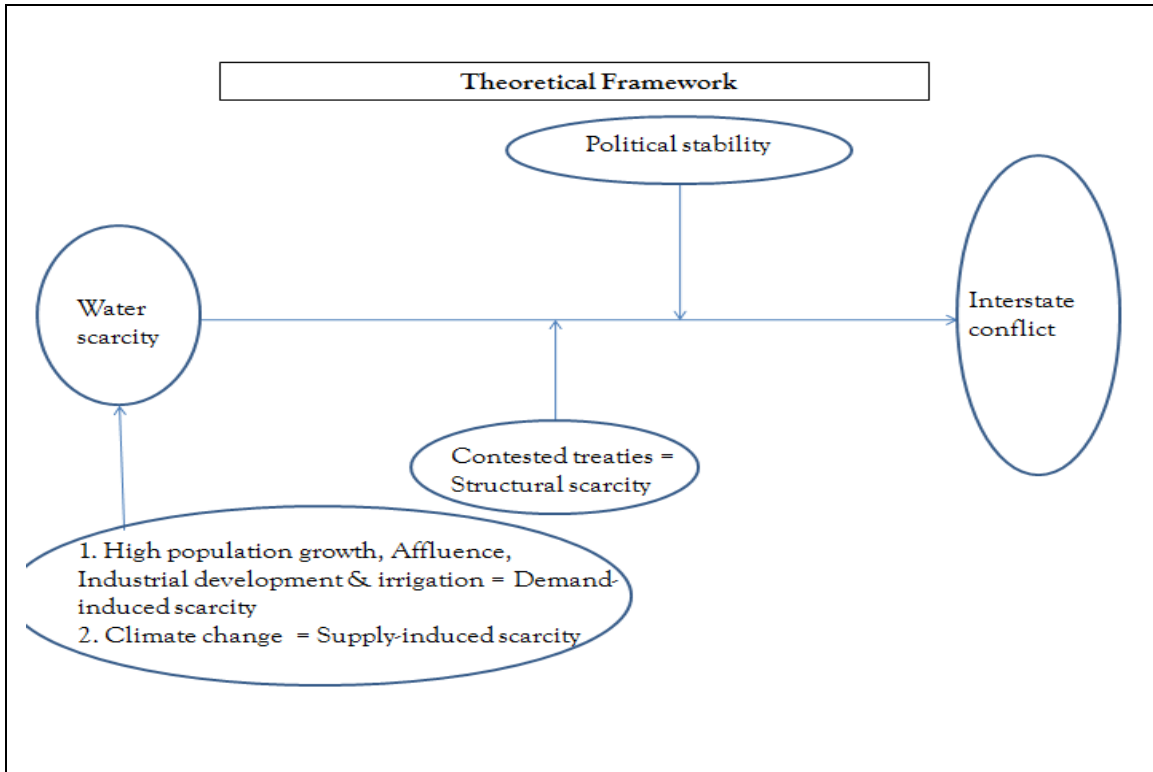 Theoretical Framework
Political stability
Water
scarcity
Interstate
conflict
Contested treaties =
Structural scarcity
1. High population growth, Affluence,
Industrial development & irrigation = Demand-
induced scarcity
2. Climate change = Supply-induced scarcity